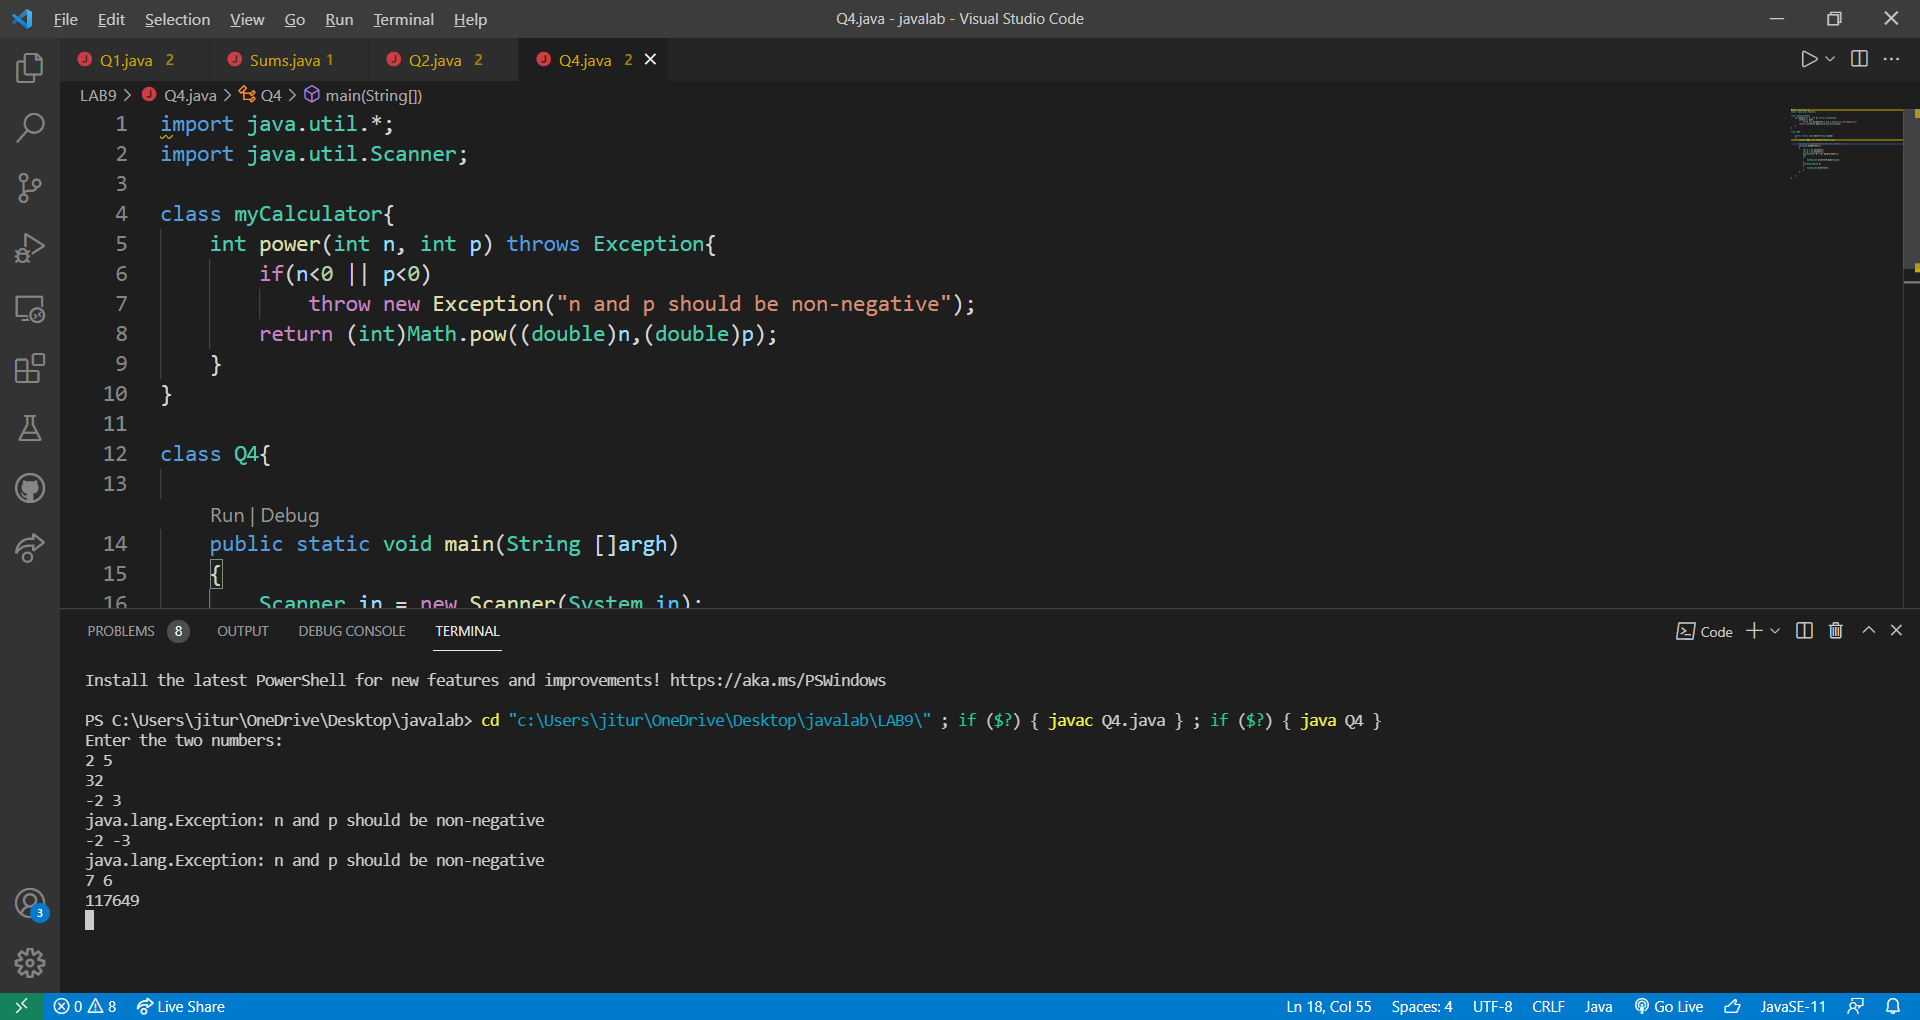 File Edit Selection View Go Run Terminal Help Q4.java - javalab - Visual Studio Code
Q1.java 2 Sums.java 1 Q2.java 2 Q4.java 2
LAB9 > Q4.java > Q4 > main(String[])
1 import java.util.*;
2 import java.util.Scanner;
3
4 class myCalculator{
5 int power(int n, int p) throws Exception{
6 if(n<0 || p<0)
7 throw new Exception("n and p should be non-negative");
8 return (int)Math.pow((double)n,(double)p);
9 }
10 }
11
12 class Q4{
13
Run | Debug
14 public static void main(String []argh)
15 {
16 Scanner in = new Scanner(System.in);
PROBLEMS 8 OUTPUT DEBUG CONSOLE TERMINAL Code
Install the latest PowerShell for new features and improvements! https://aka.ms/PSWindows
PS C:\Users\jitur\OneDrive\Desktop\javalab> cd "c:\Users\jitur\OneDrive\Desktop\javalab\LAB9\" ; if ($?) { javac Q4.java } ; if ($?) { java Q4 }
Enter the two numbers:
2 5
32
-2 3
java.lang.Exception: n and p should be non-negative
-2 -3
java.lang.Exception: n and p should be non-negative
7 6
117649
3
0 8 Live Share Ln 18, Col 55 Spaces: 4 UTF-8 CRLF Java Go Live JavaSE-11